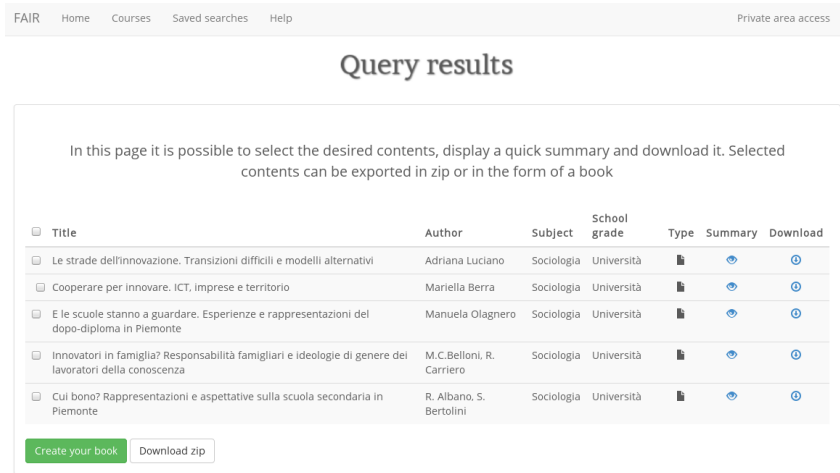 FAIR Home Courses Saved searches Help Private area access
Query results
In this page it is possible to select the desired contents, display a quick summary and download it. Selected
contents can be exported in zip or in the form of a book
Title Author Subject School grade Type Summary Download
Le strade dell'innovazione. Transizioni difficili e modelli alternativi Adriana Luciano Sociologia Università
Cooperare per innovare. ICT, imprese e territorio Mariella Berra Sociologia Università
E le scuole stanno a guardare. Esperienze e rappresentazioni del Manuela Olagnero Sociologia Università
dopo-diploma in Piemonte
Innovatori in famiglia? Responsabilità famigliari e ideologie di genere dei M.C.Belloni, R. Sociologia Università
lavoratori della conoscenza Carriero
Cui bono? Rappresentazioni e aspettative sulla scuola secondaria in R. Albano, S. Sociologia Università
Piemonte Bertolini
Create your book Download zip